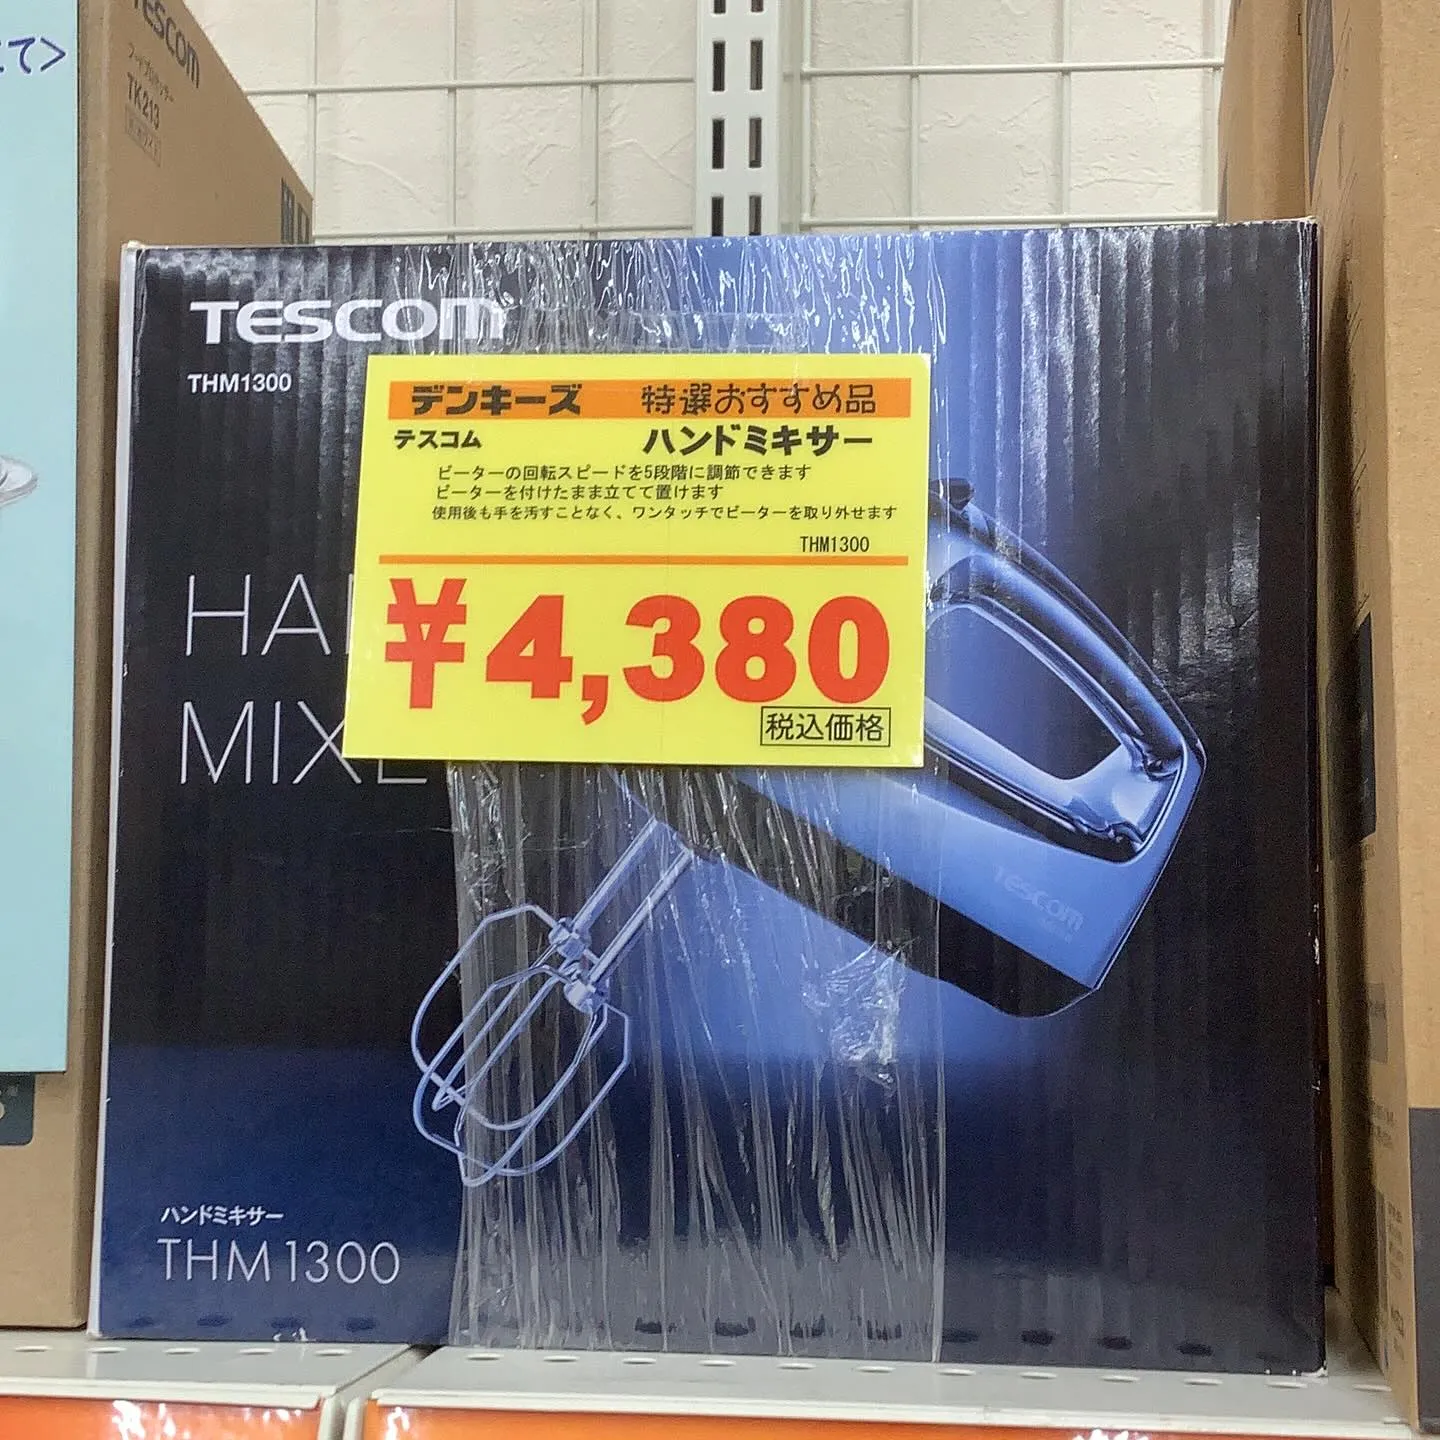 て>
TESCOM
TK213
TESCOM
THM1300
デンキーズ 特選おすすめ品
テスコム ハンドミキサー
ビーターの回転スピードを5段階に調節できます
ビーターを付けたまま立てて置けます
使用後も手を汚すことなく、ワンタッチでビーターを取り外せます
THM1300
¥4,380
税込価格
HA
MIXER
TESCOM
ハンドミキサー
THM1300